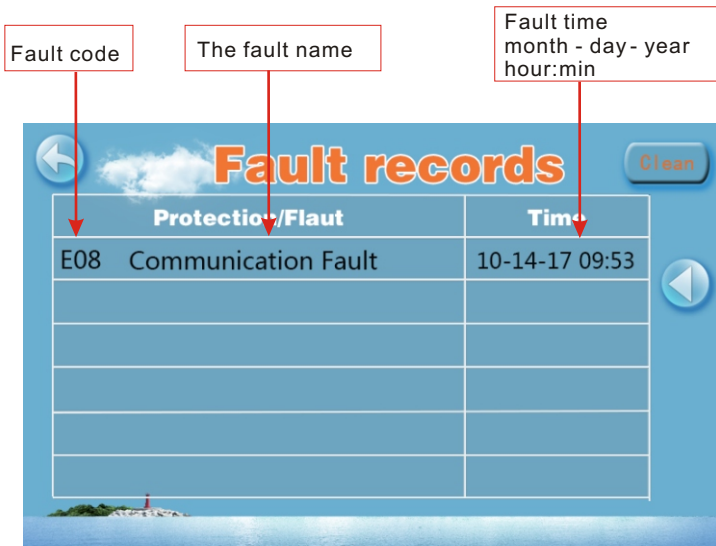 Fault code
The fault name
Fault time
month - day - year
hour:min
Fault records
Clean
Protection/Flaut
Time
E08 Communication Fault 10-14-17 09:53